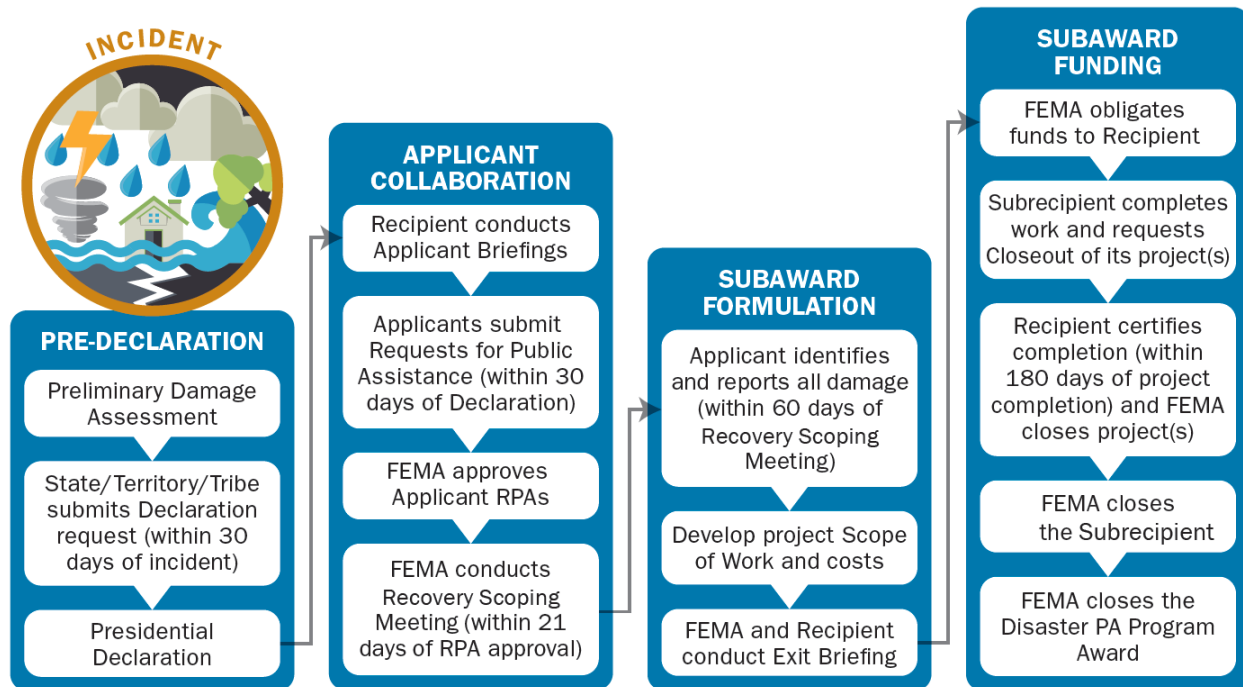 INCIDENT
PRE-DECLARATION
Preliminary Damage
Assessment
State/Territory/Tribe
submits Declaration
request (within 30
days of incident)
Presidential
Declaration
APPLICANT
COLLABORATION
Recipient conducts
Applicant Briefings
Applicants submit
Requests for Public
Assistance (within 30
days of Declaration)
FEMA approves
Applicant RPAs
FEMA conducts
Recovery Scoping
Meeting (within 21
days of RPA approval)
SUBAWARD
FORMULATION
Applicant identifies
and reports all damage
(within 60 days of
Recovery Scoping
Meeting)
Develop project Scope
of Work and costs
FEMA and Recipient
conduct Exit Briefing
SUBAWARD
FUNDING
FEMA obligates
funds to Recipient
Subrecipient completes
work and requests
Closeout of its project(s)
Recipient certifies
completion (within
180 days of project
completion) and FEMA
closes project(s)
FEMA closes
the Subrecipient
FEMA closes the
Disaster PA Program
Award